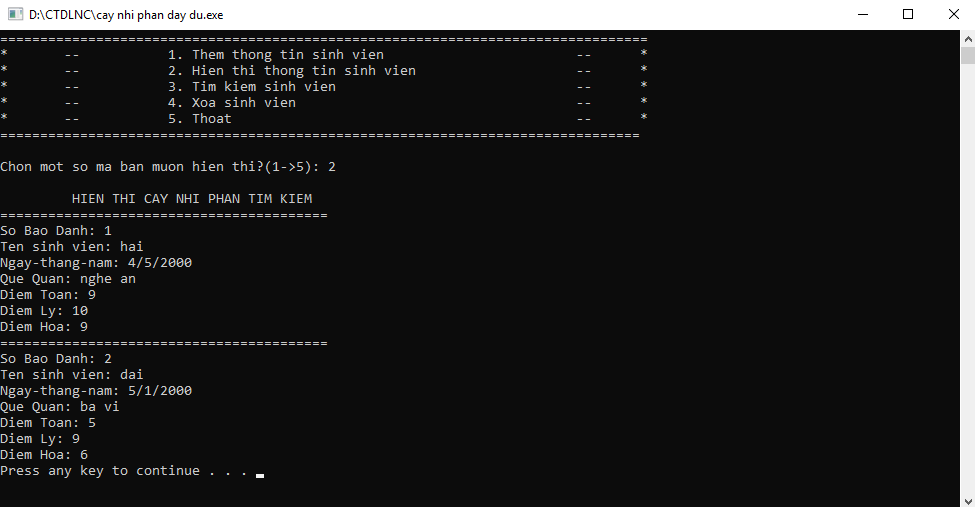 D:\CTDLNC\cay nhi phan day du.exe
=================================================================================
*       --           1. Them thong tin sinh vien                        --      *
*       --           2. Hien thi thong tin sinh vien                    --      *
*       --           3. Tim kiem sinh vien                              --      *
*       --           4. Xoa sinh vien                                   --      *
*       --           5. Thoat                                           --      *
================================================================================
Chon mot so ma ban muon hien thi?(1->5): 2
HIEN THI CAY NHI PHAN TIM KIEM
=========================================
So Bao Danh: 1
Ten sinh vien: hai
Ngay-thang-nam: 4/5/2000
Que Quan: nghe an
Diem Toan: 9
Diem Ly: 10
Diem Hoa: 9
=========================================
So Bao Danh: 2
Ten sinh vien: dai
Ngay-thang-nam: 5/1/2000
Que Quan: ba vi
Diem Toan: 5
Diem Ly: 9
Diem Hoa: 6
Press any key to continue . . .